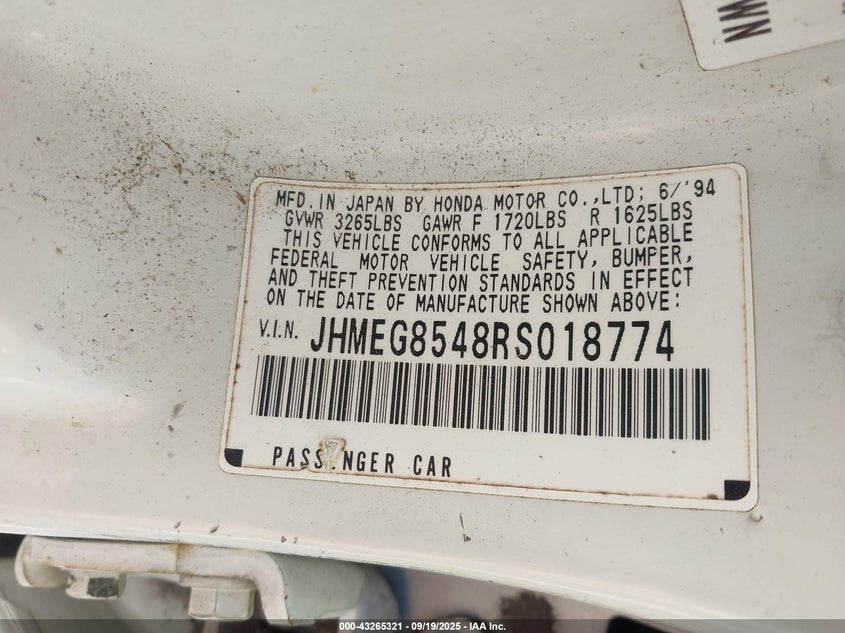 MFD. IN JAPAN BY HONDA MOTOR CO.,LTD; 6/'94
GVWR 3265LBS GAWR F 1720LBS R 1625LBS
THIS VEHICLE CONFORMS TO ALL APPLICABLE
FEDERAL MOTOR VEHICLE SAFETY, BUMPER,
AND THEFT PREVENTION STANDARDS IN EFFECT
ON THE DATE OF MANUFACTURE SHOWN ABOVE:
V.I.N. JHMEG8548RS018774
PASS NGER CAR
000-43265321 - 09/19/2025 - IAA Inc.